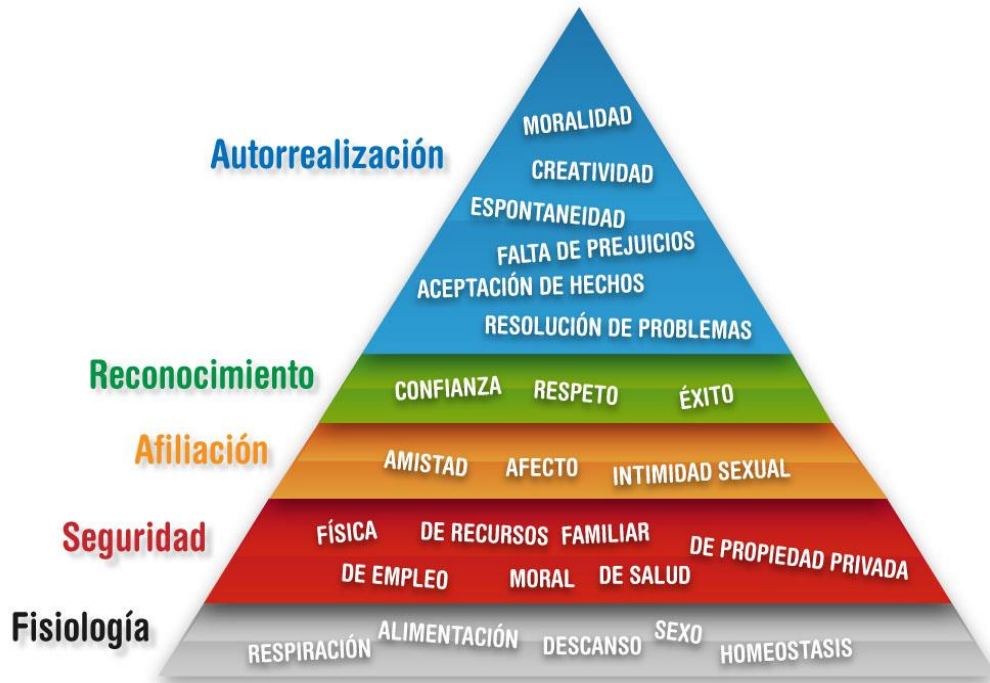 Autorrealización
MORALIDAD
CREATIVIDAD
ESPONTANEIDAD
FALTA DE PREJUICIOS
ACEPTACIÓN DE HECHOS
RESOLUCIÓN DE PROBLEMAS
Reconocimiento
CONFIANZA RESPETO ÉXITO
Afiliación
AMISTAD AFECTO INTIMIDAD SEXUAL
Seguridad
FÍSICA DE RECURSOS FAMILIAR DE PROPIEDAD PRIVADA
DE EMPLEO MORAL DE SALUD
Fisiología
RESPIRACIÓN ALIMENTACIÓN DESCANSO SEXO HOMEOSTASIS